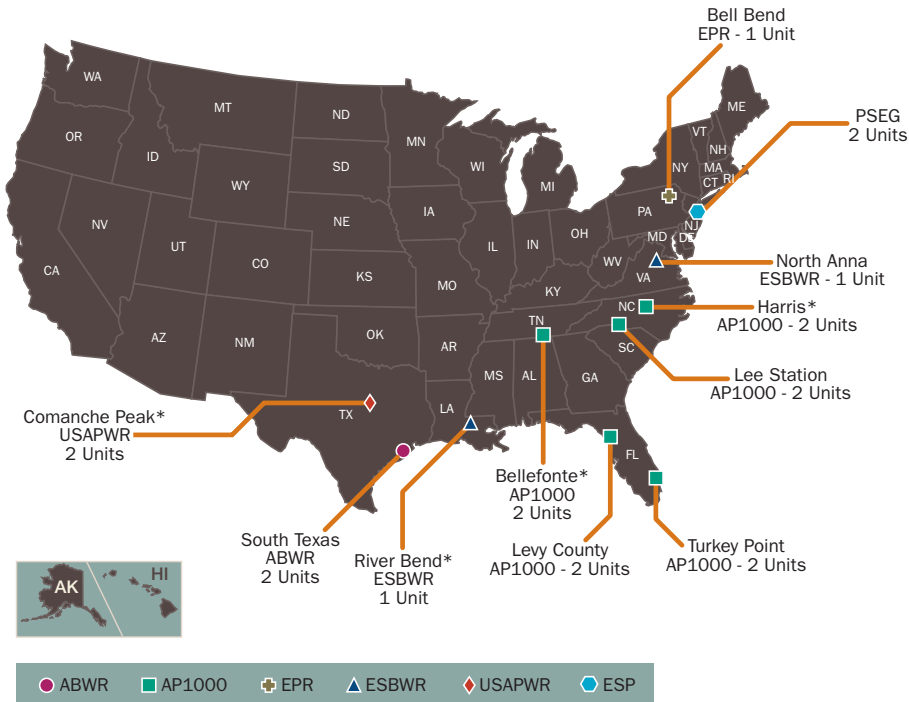 Bell Bend
EPR - 1 Unit
PSEG
2 Units
WA
MT
ND
MN
ME
VT
NH
OR
ID
SD
WI
NY
MA
CT
RI
WY
MI
IA
NE
PA
NJ
NV
UT
CO
IL
IN
OH
MD
DE
CA
KS
MO
WV
VA
KY
North Anna
ESBWR - 1 Unit
AZ
NM
OK
AR
TN
NC
SC
Harris*
AP1000 - 2 Units
MS
AL
GA
Lee Station
AP1000 - 2 Units
TX
LA
FL
Comanche Peak*
USAPWR
2 Units
Bellefonte*
AP1000
2 Units
South Texas
ABWR
2 Units
River Bend*
ESBWR
1 Unit
Levy County
AP1000 - 2 Units
Turkey Point
AP1000 - 2 Units
AK
HI
ABWR
AP1000
EPR
ESBWR
USAPWR
ESP